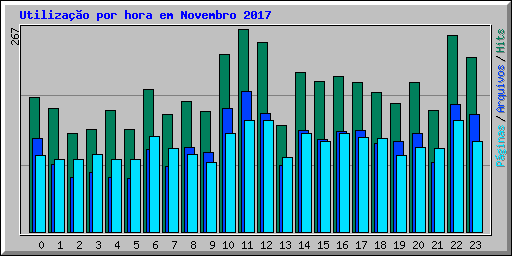 Utilização por hora em Novembro 2017
267
Páginas / Arquivos / Hits
0 1 2 3 4 5 6 7 8 9 10 11 12 13 14 15 16 17 18 19 20 21 22 23